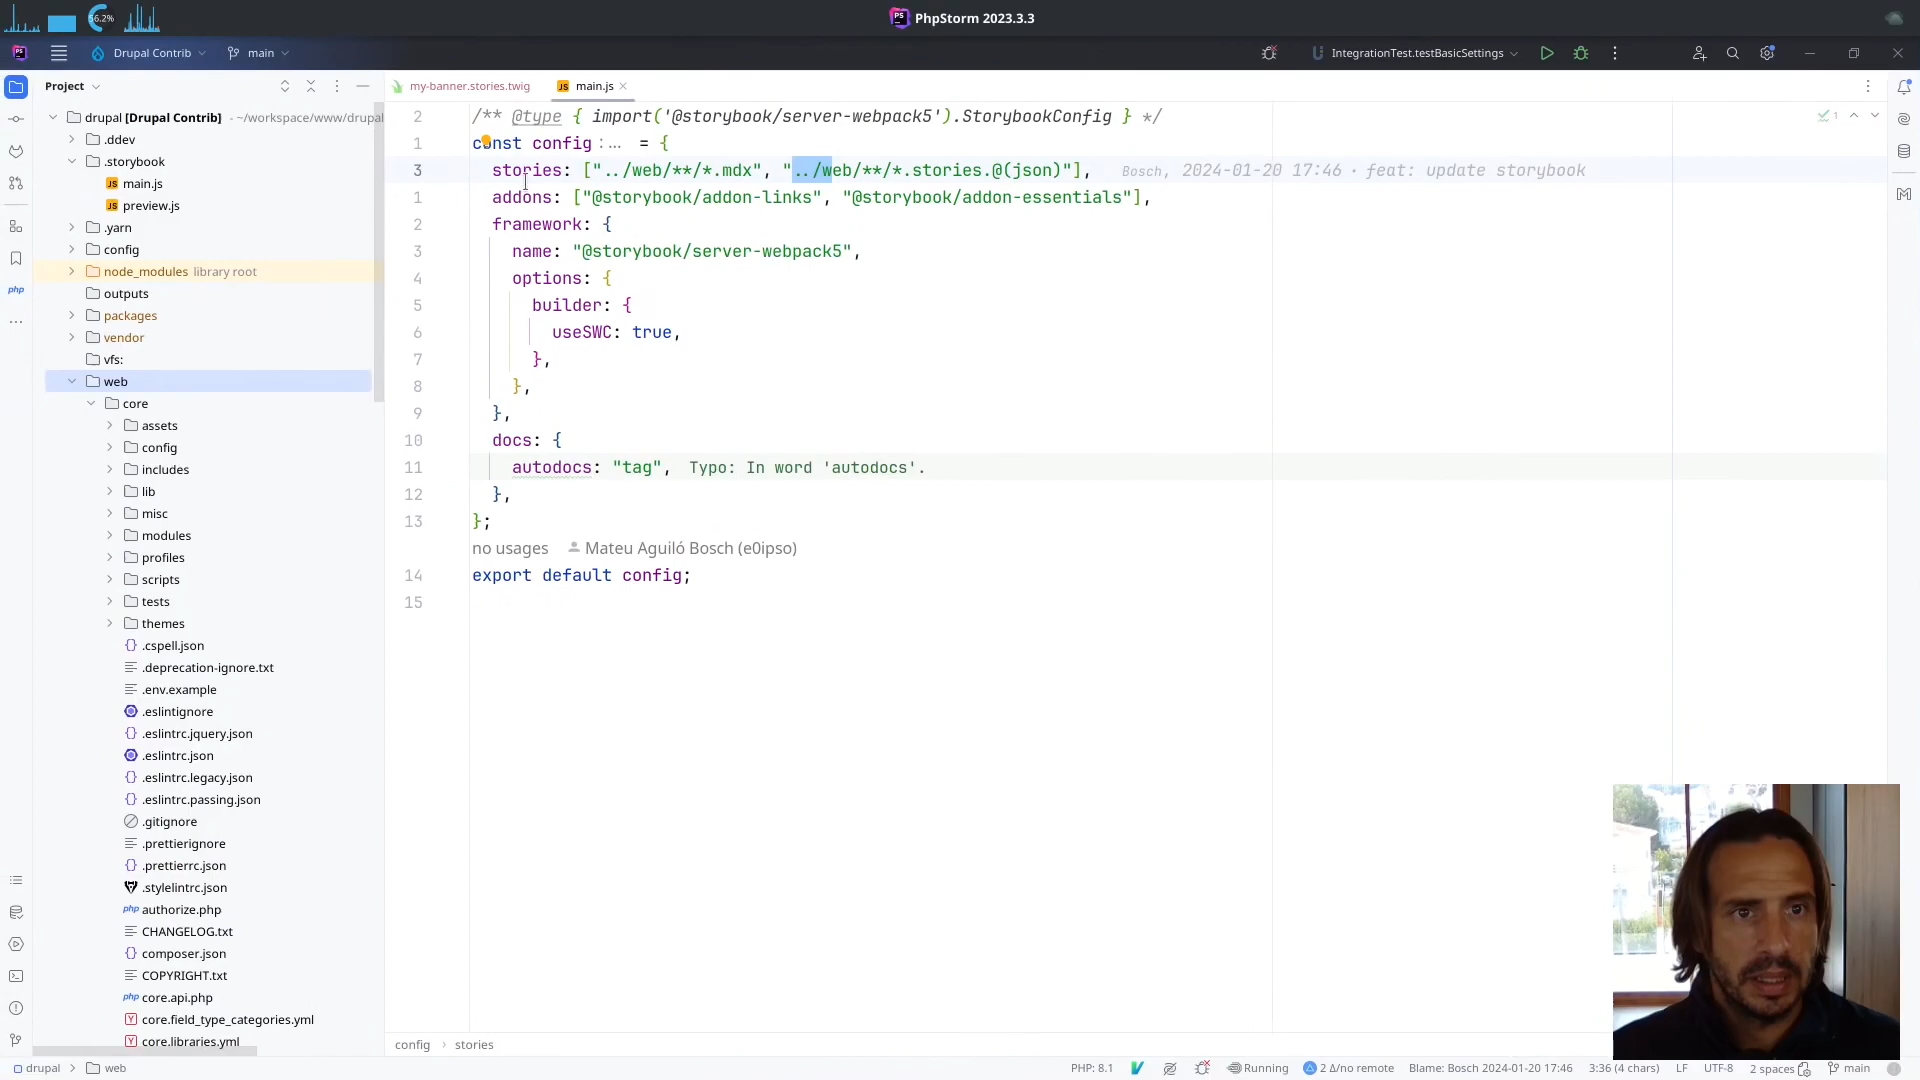 56.2%
PhpStorm 2023.3.3
Drupal Contrib
main
IntegrationTest.testBasicSettings
Project
my-banner.stories.twig
JS main.js
drupal [Drupal Contrib] - ~/workspace/www/drupal
.ddev
.storybook
JS main.js
JS preview.js
.yarn
config
node_modules library root
outputs
packages
vendor
vfs:
web
core
assets
config
includes
lib
misc
modules
profiles
scripts
tests
themes
.cspell.json
.deprecation-ignore.txt
.env.example
.eslintignore
.eslintrc.jquery.json
.eslintrc.json
.eslintrc.legacy.json
.eslintrc.passing.json
.gitignore
.prettierignore
.prettierrc.json
.stylelintrc.json
php authorize.php
CHANGELOG.txt
composer.json
COPYRIGHT.txt
php core.api.php
Y core.field_type_categories.yml
Y core.libraries.yml
php
2 /** @type { import('@storybook/server-webpack5').StorybookConfig } */
1 const config :... = {
3 stories: ["../web/**/*.mdx", "../web/**/*.stories.@(json)"], Bosch, 2024-01-20 17:46 · feat: update storybook
1 addons: ["@storybook/addon-links", "@storybook/addon-essentials"],
2 framework: {
3 name: "@storybook/server-webpack5",
4 options: {
5 builder: {
6 useSWC: true,
7 },
8 },
9 },
10 docs: {
11 autodocs: "tag", Typo: In word 'autodocs'.
12 },
13 };
no usages Mateu Aguiló Bosch (e0ipso)
14 export default config;
15
1
config › stories
drupal > web
PHP: 8.1
Running
2 Δ/no remote
Blame: Bosch 2024-01-20 17:46
3:36 (4 chars)
LF
UTF-8
2 spaces
main